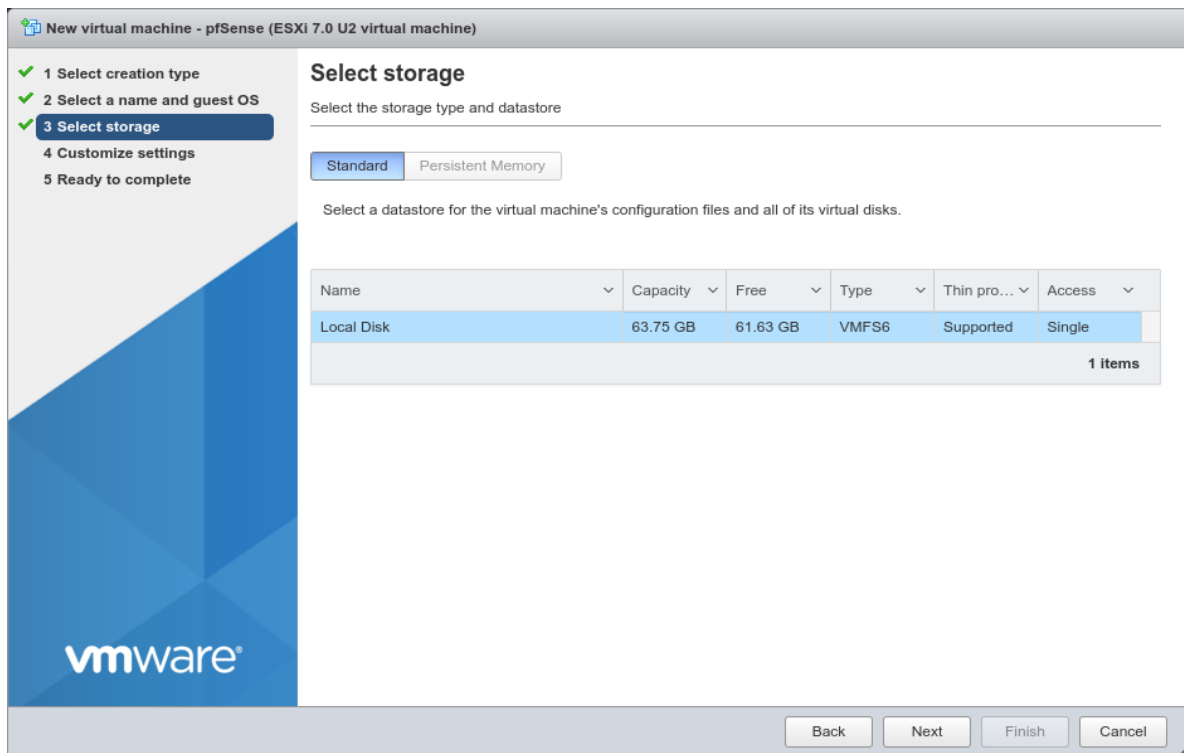 New virtual machine - pfSense (ESXi 7.0 U2 virtual machine)
1 Select creation type
2 Select a name and guest OS
3 Select storage
4 Customize settings
5 Ready to complete
vmware®
Select storage
Select the storage type and datastore
Standard Persistent Memory
Select a datastore for the virtual machine's configuration files and all of its virtual disks.
Name Capacity Free Type Thin pro... Access
Local Disk 63.75 GB 61.63 GB VMFS6 Supported Single
1 items
Back Next Finish Cancel